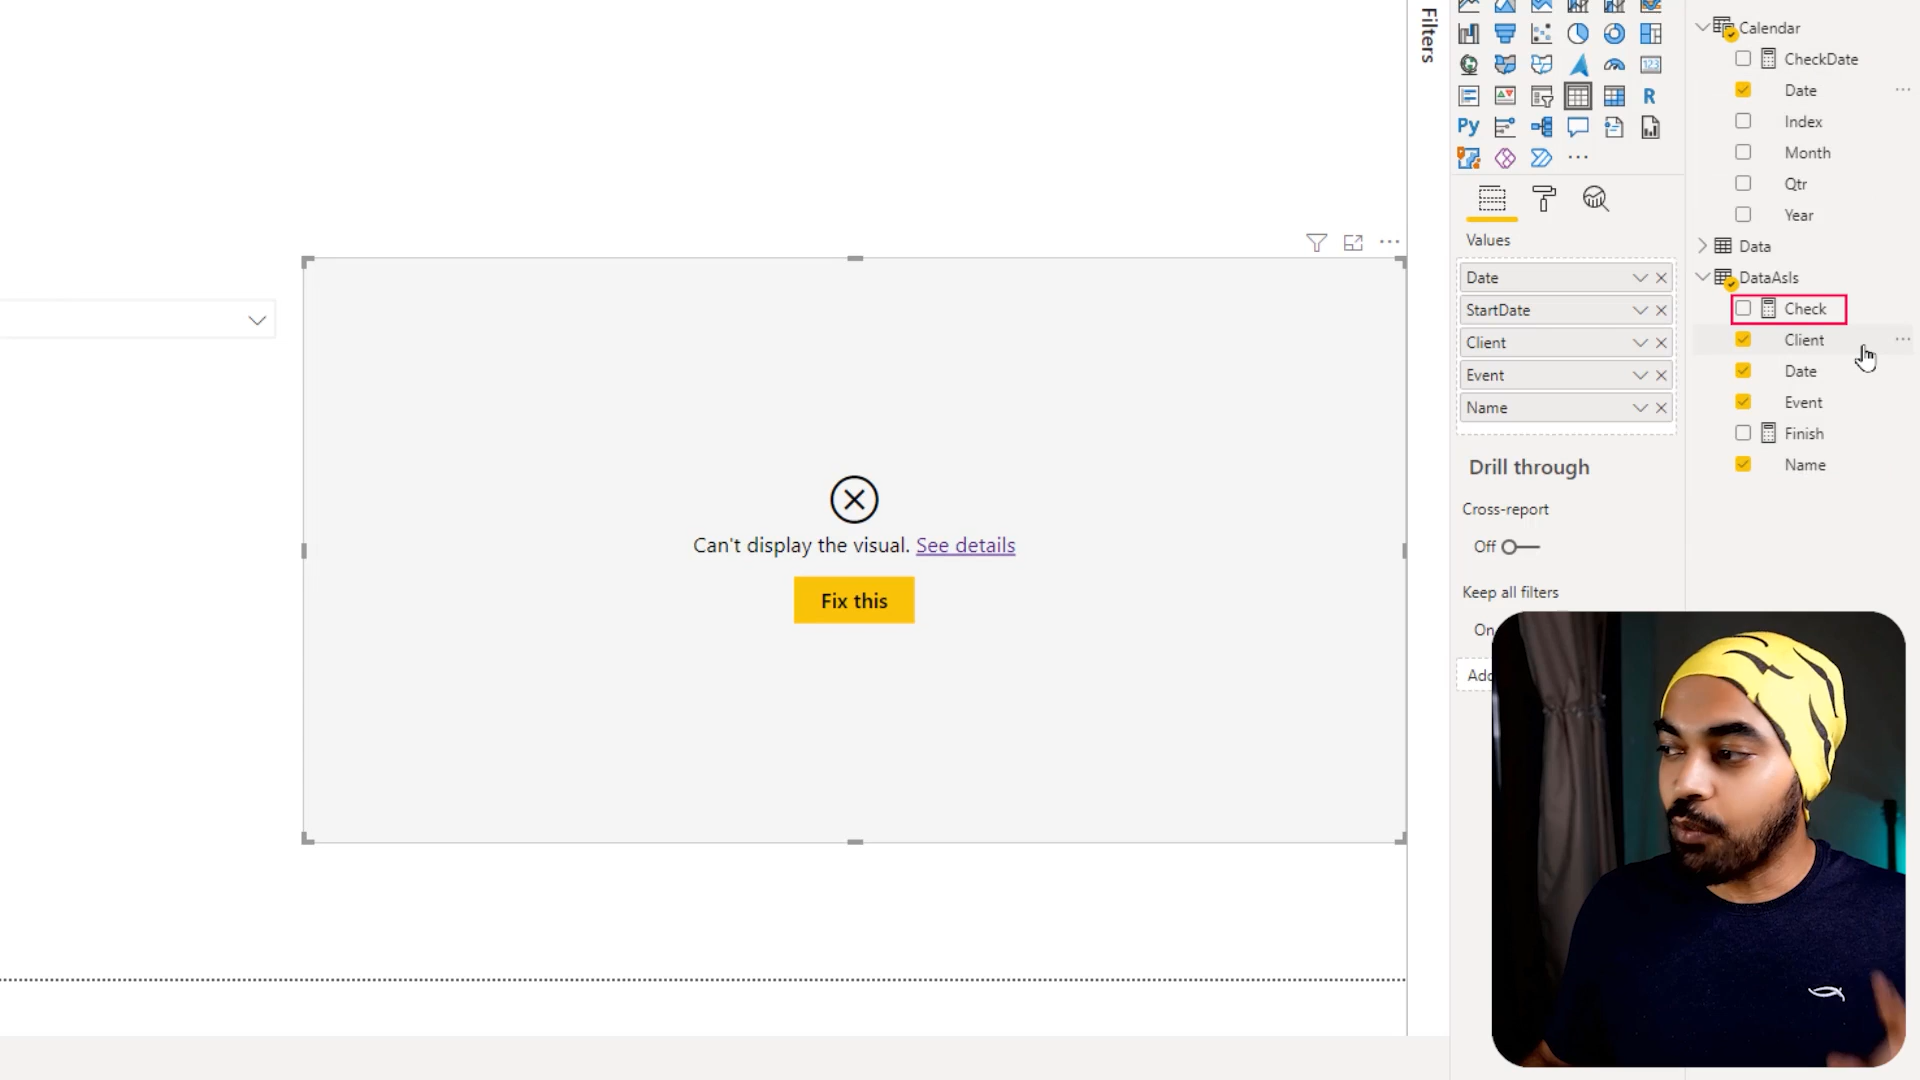 Filters
123
R
Py
Values
Date
StartDate
Client
Event
Name
Drill through
Cross-report
Off
Keep all filters
On
Calendar
CheckDate
Date
Index
Month
Qtr
Year
Data
DataAsIs
Check
Client
Date
Event
Finish
Name
Can't display the visual. See details
Fix this